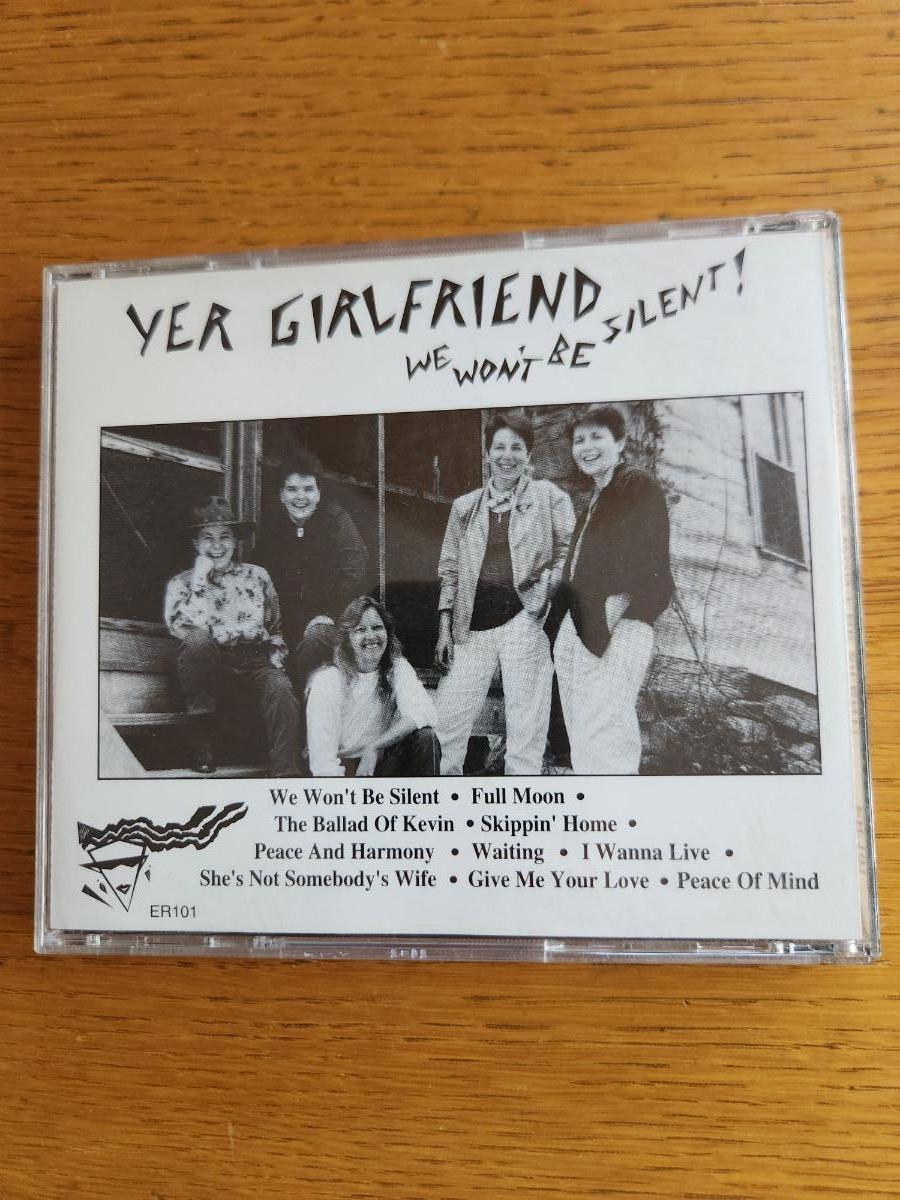 YER GIRLFRIEND
WE WON'T BE SILENT!
We Won't Be Silent • Full Moon •
The Ballad Of Kevin • Skippin' Home •
Peace And Harmony • Waiting • I Wanna Live •
She's Not Somebody's Wife • Give Me Your Love • Peace Of Mind
ER101